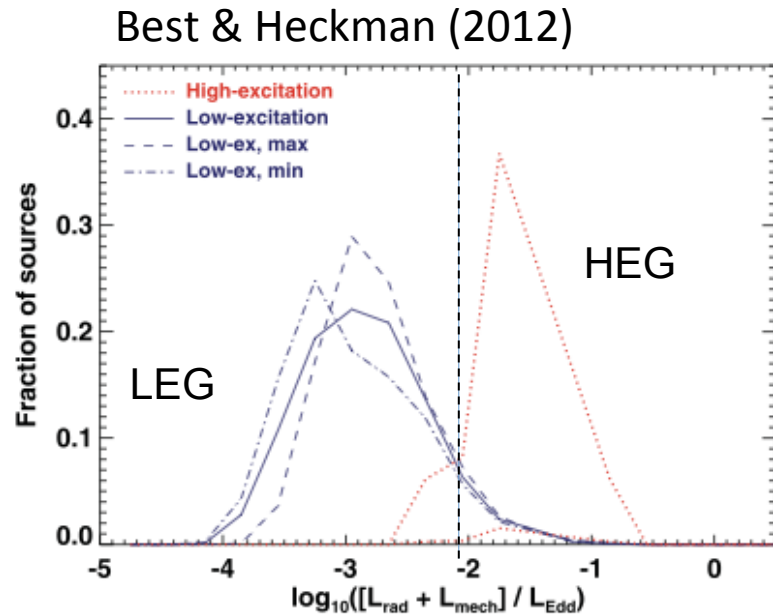 Best & Heckman (2012)
High-excitation
Low-excitation
Low-ex, max
Low-ex, min
LEG
HEG
Fraction of sources
0.4
0.3
0.2
0.1
0.0
-5 -4 -3 -2 -1 0
log10([Lrad + Lmech] / LEdd)